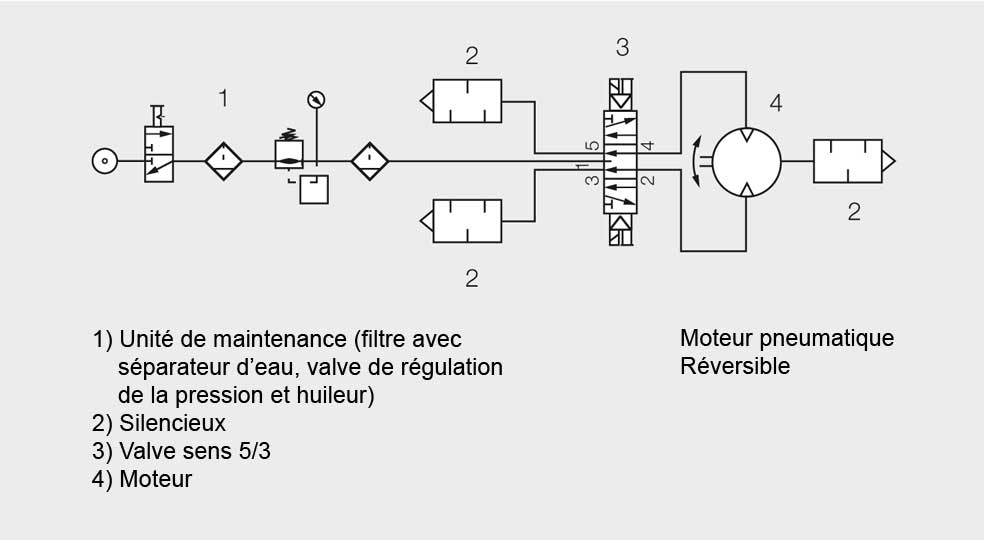 2
3
1
4
5
4
1
3
2
2
2
1) Unité de maintenance (filtre avec
séparateur d’eau, valve de régulation
de la pression et huileur)
2) Silencieux
3) Valve sens 5/3
4) Moteur
Moteur pneumatique
Réversible